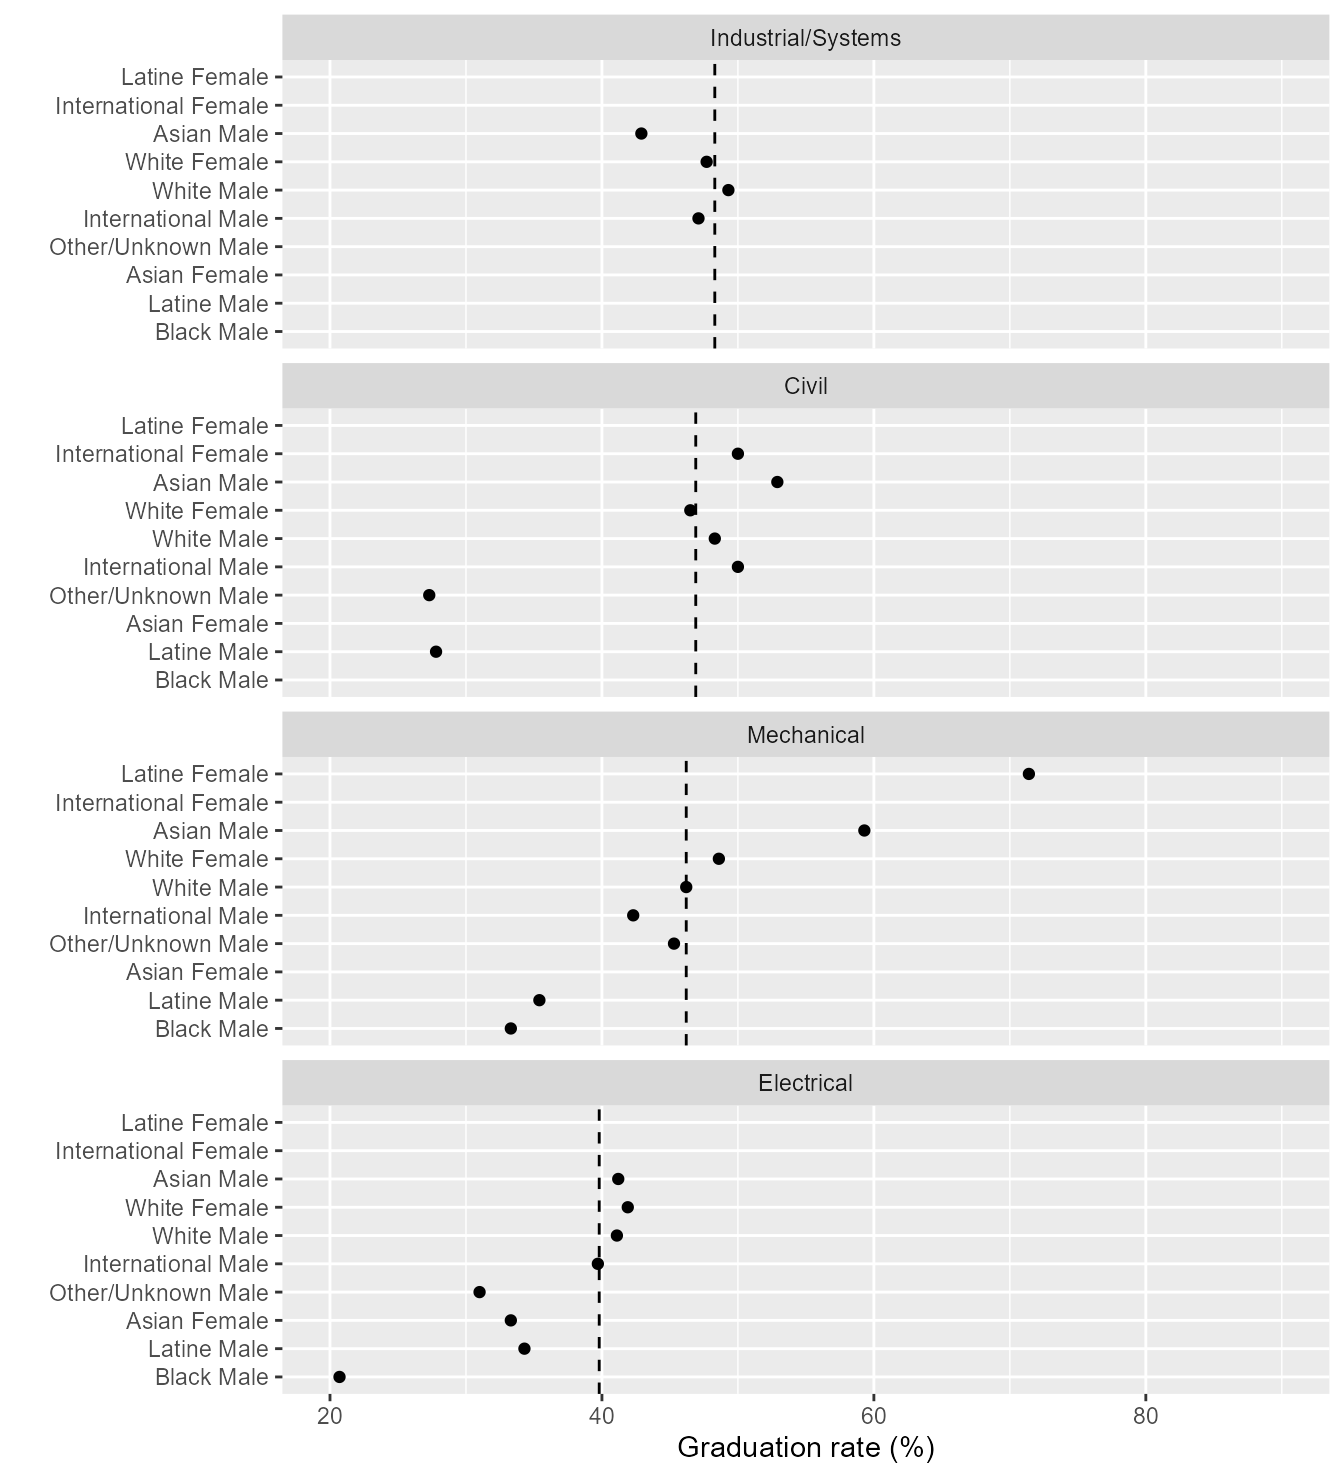 Industrial/Systems
Latine Female
International Female
Asian Male
White Female
White Male
International Male
Other/Unknown Male
Asian Female
Latine Male
Black Male
Civil
Latine Female
International Female
Asian Male
White Female
White Male
International Male
Other/Unknown Male
Asian Female
Latine Male
Black Male
Mechanical
Latine Female
International Female
Asian Male
White Female
White Male
International Male
Other/Unknown Male
Asian Female
Latine Male
Black Male
Electrical
Latine Female
International Female
Asian Male
White Female
White Male
International Male
Other/Unknown Male
Asian Female
Latine Male
Black Male
20 40 60 80
Graduation rate (%)